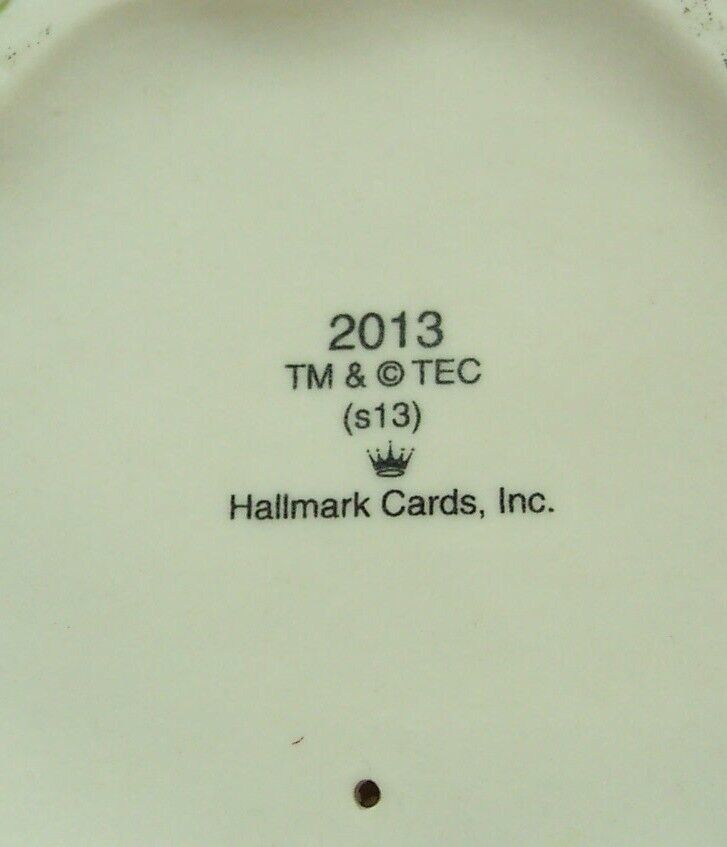 2013
TM & © TEC
(s13)
Hallmark Cards, Inc.